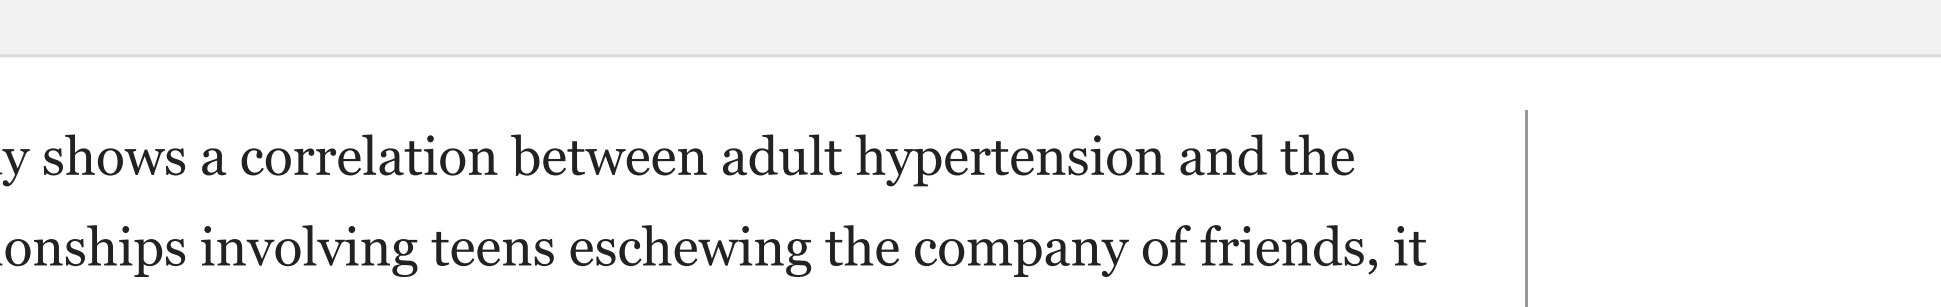 y shows a correlation between adult hypertension and the
onships involving teens eschewing the company of friends, it